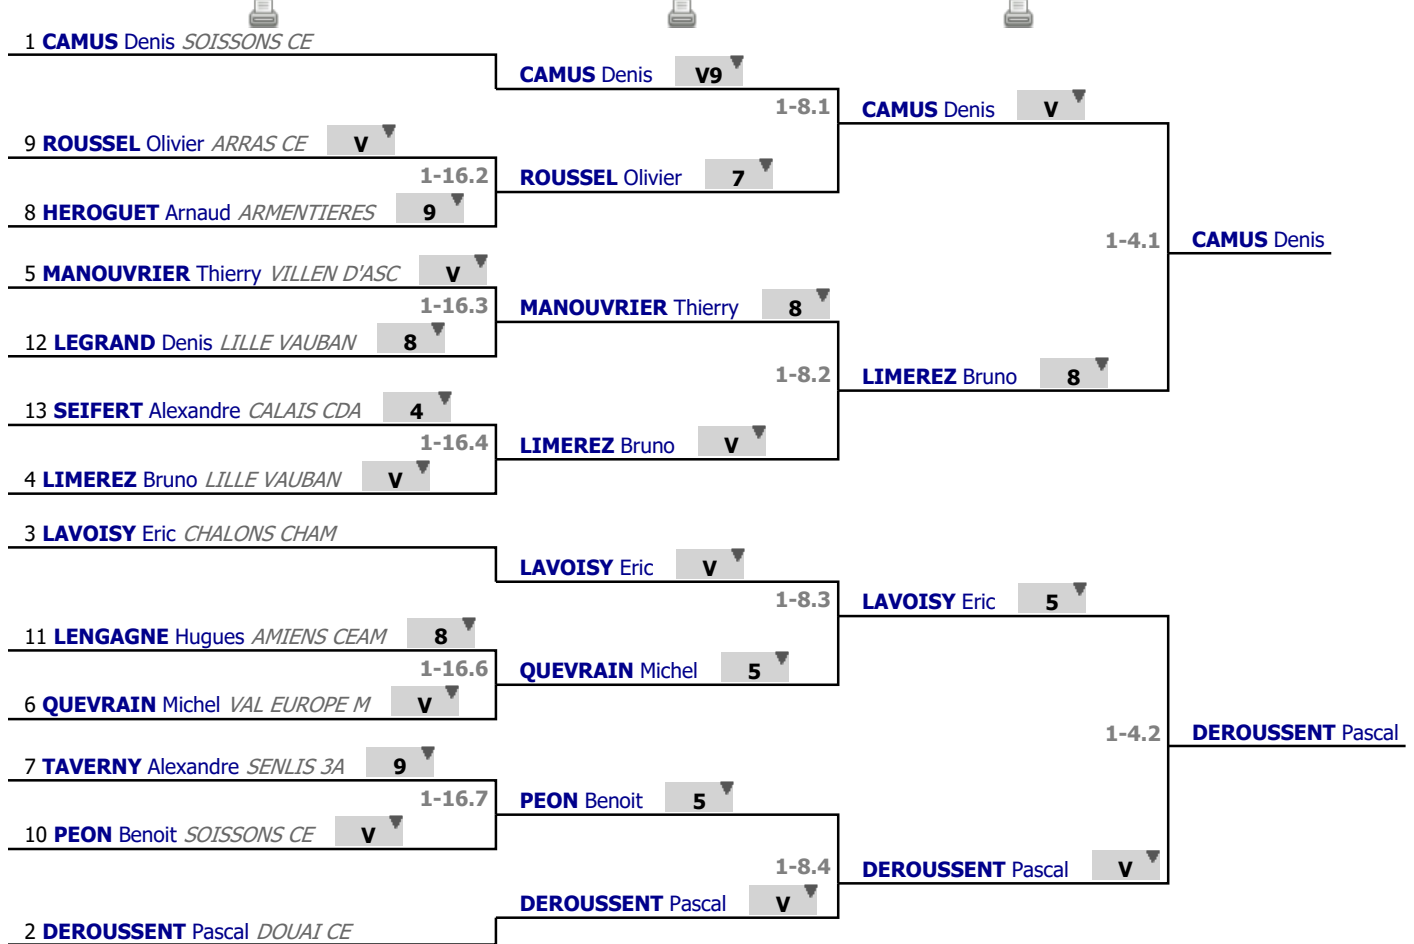 1 CAMUS Denis SOISSONS CE
CAMUS Denis V9
1-8.1
CAMUS Denis V
9 ROUSSEL Olivier ARRAS CE V
1-16.2
ROUSSEL Olivier 7
8 HEROGUET Arnaud ARMENTIERES 9
1-4.1
CAMUS Denis
5 MANOUVRIER Thierry VILLEN D'ASC V
1-16.3
MANOUVRIER Thierry 8
12 LEGRAND Denis LILLE VAUBAN 8
1-8.2
LIMEREZ Bruno 8
13 SEIFERT Alexandre CALAIS CDA 4
1-16.4
LIMEREZ Bruno V
4 LIMEREZ Bruno LILLE VAUBAN V
3 LAVOISY Eric CHALONS CHAM
LAVOISY Eric V
1-8.3
LAVOISY Eric 5
11 LENGAGNE Hugues AMIENS CEAM 8
1-16.6
QUEVRAIN Michel 5
6 QUEVRAIN Michel VAL EUROPE M V
1-4.2
DEROUSSENT Pascal
7 TAVERNY Alexandre SENLIS 3A 9
1-16.7
PEON Benoit 5
10 PEON Benoit SOISSONS CE V
1-8.4
DEROUSSENT Pascal V
DEROUSSENT Pascal V
2 DEROUSSENT Pascal DOUAI CE